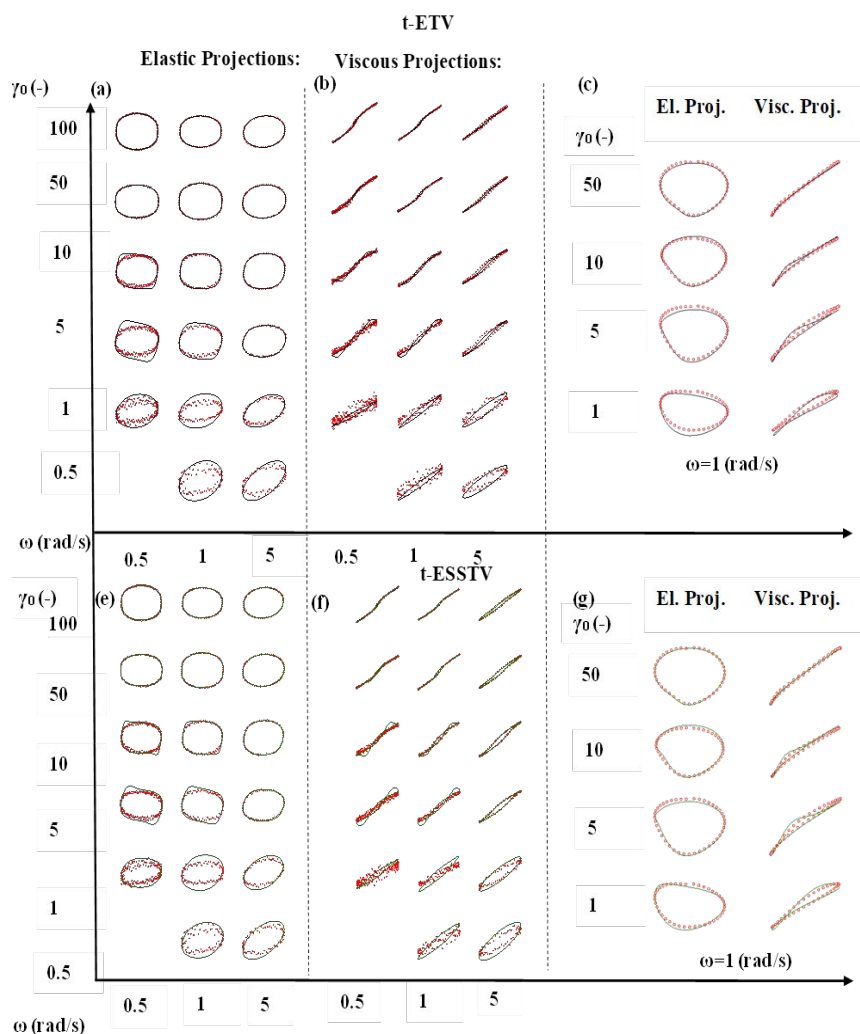 t-ETV
Elastic Projections:
Viscous Projections:
γ₀ (-)
(a)
(b)
(c)
El. Proj.
Visc. Proj.
γ₀ (-)
100
50
10
5
1
0.5
50
10
5
1
ω=1 (rad/s)
ω (rad/s)
0.5
1
5
0.5
1
5
t-ESSTV
γ₀ (-)
(e)
(f)
(g)
El. Proj.
Visc. Proj.
γ₀ (-)
100
50
10
5
1
0.5
50
10
5
1
ω=1 (rad/s)
0.5
1
5
0.5
1
5
ω (rad/s)